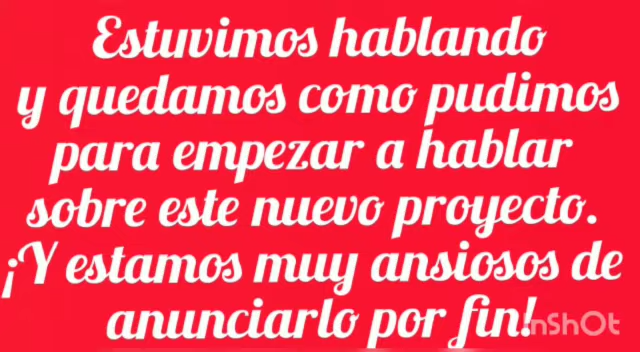 Estuvimos hablando
y quedamos como pudimos
para empezar a hablar
sobre este nuevo proyecto.
¡Y estamos muy ansiosos de
anunciarlo por fin!
InShOt